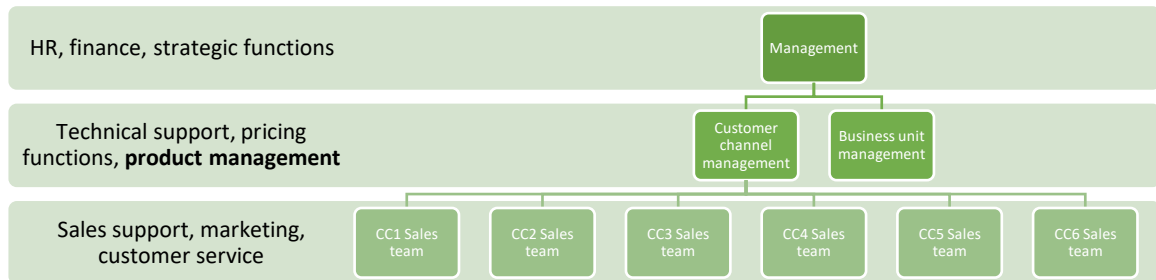 HR, finance, strategic functions
Management
Technical support, pricing
functions, product management
Customer
channel
management
Business unit
management
Sales support, marketing,
customer service
CC1 Sales
team
CC2 Sales
team
CC3 Sales
team
CC4 Sales
team
CC5 Sales
team
CC6 Sales
team